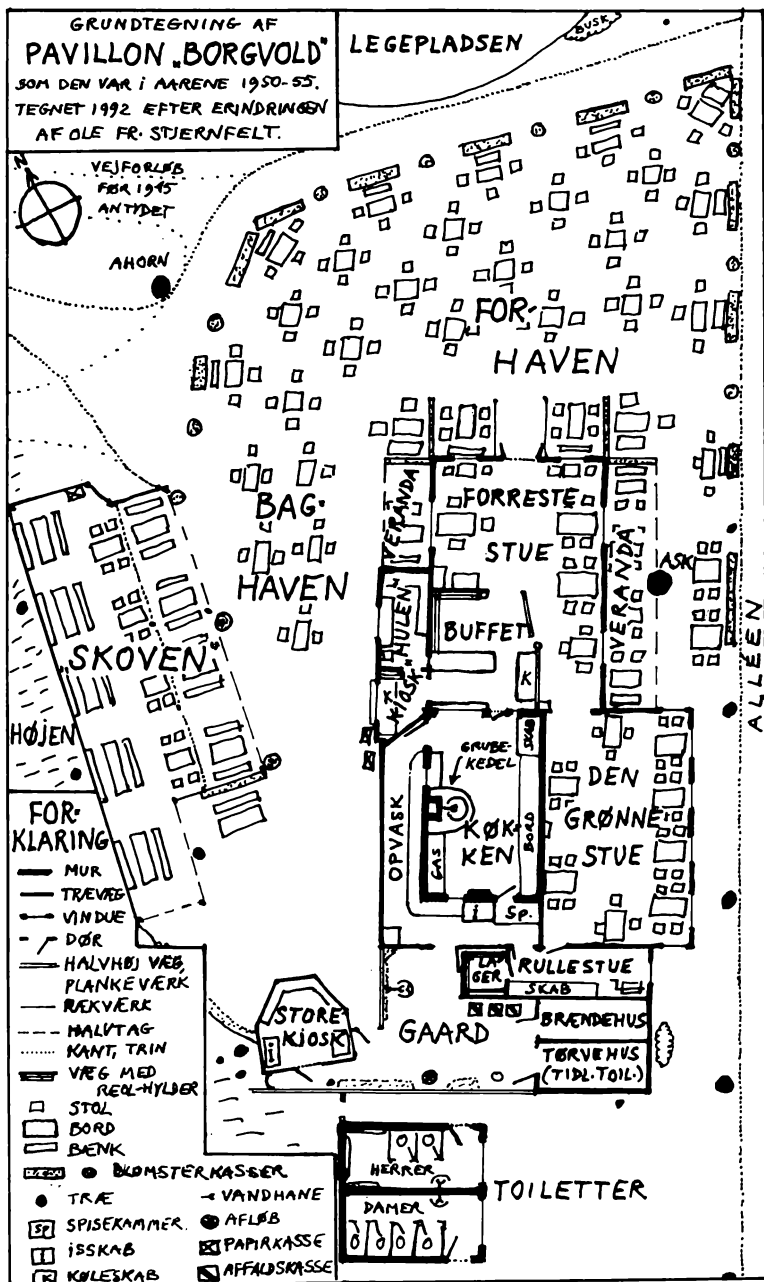 GRUNDTEGNING AF
PAVILLON „BORGVOLD"
SOM DEN VAR i AARENE 1950-55.
TEGNET 1992 EFTER ERINDRINGEN
AF OLE FR. STJERNFELT.
LEGEPLADSEN
BUSK
N
VEJFORLØB
FØR 1945
ANTYDET
AHORN
FOR-
HAVEN
BAG-
HAVEN
VERANDA
FORRESTE
STUE
VERANDA
ASK
ALLÉEN
„HULEN"
BUFFET
KIOSK
K
„SKOVEN"
HØJEN
GRUBE-
KEDEL
SKAB
DEN
GRØNNE
STUE
OPVASK
KØK-
KEN
BORD
GAS
i
SP.
LA-
GER
RULLESTUE
SKAB
STORE-
KiOSK
i
GAARD
BRÆNDEHUS
TØRVEHUS
(TIDL. TOIL.)
HERRER
TOILETTER
DAMER
FOR-
KLARING
MUR
TRÆVÆG
VINDUE
DØR
HALVHØJ VÆG,
PLANKEVÆRK
RÆKVÆRK
HALVTAG
KANT, TRIN
VÆG MED
REOL-HYLDER
STOL
BORD
BÆNK
BLOMSTERKASSER
TRÆ
VANDHANE
SP SPISEKAMMER
AFLØB
i iSSKAB
PAPIRKASSE
K KØLESKAB
AFFALDSKASSE